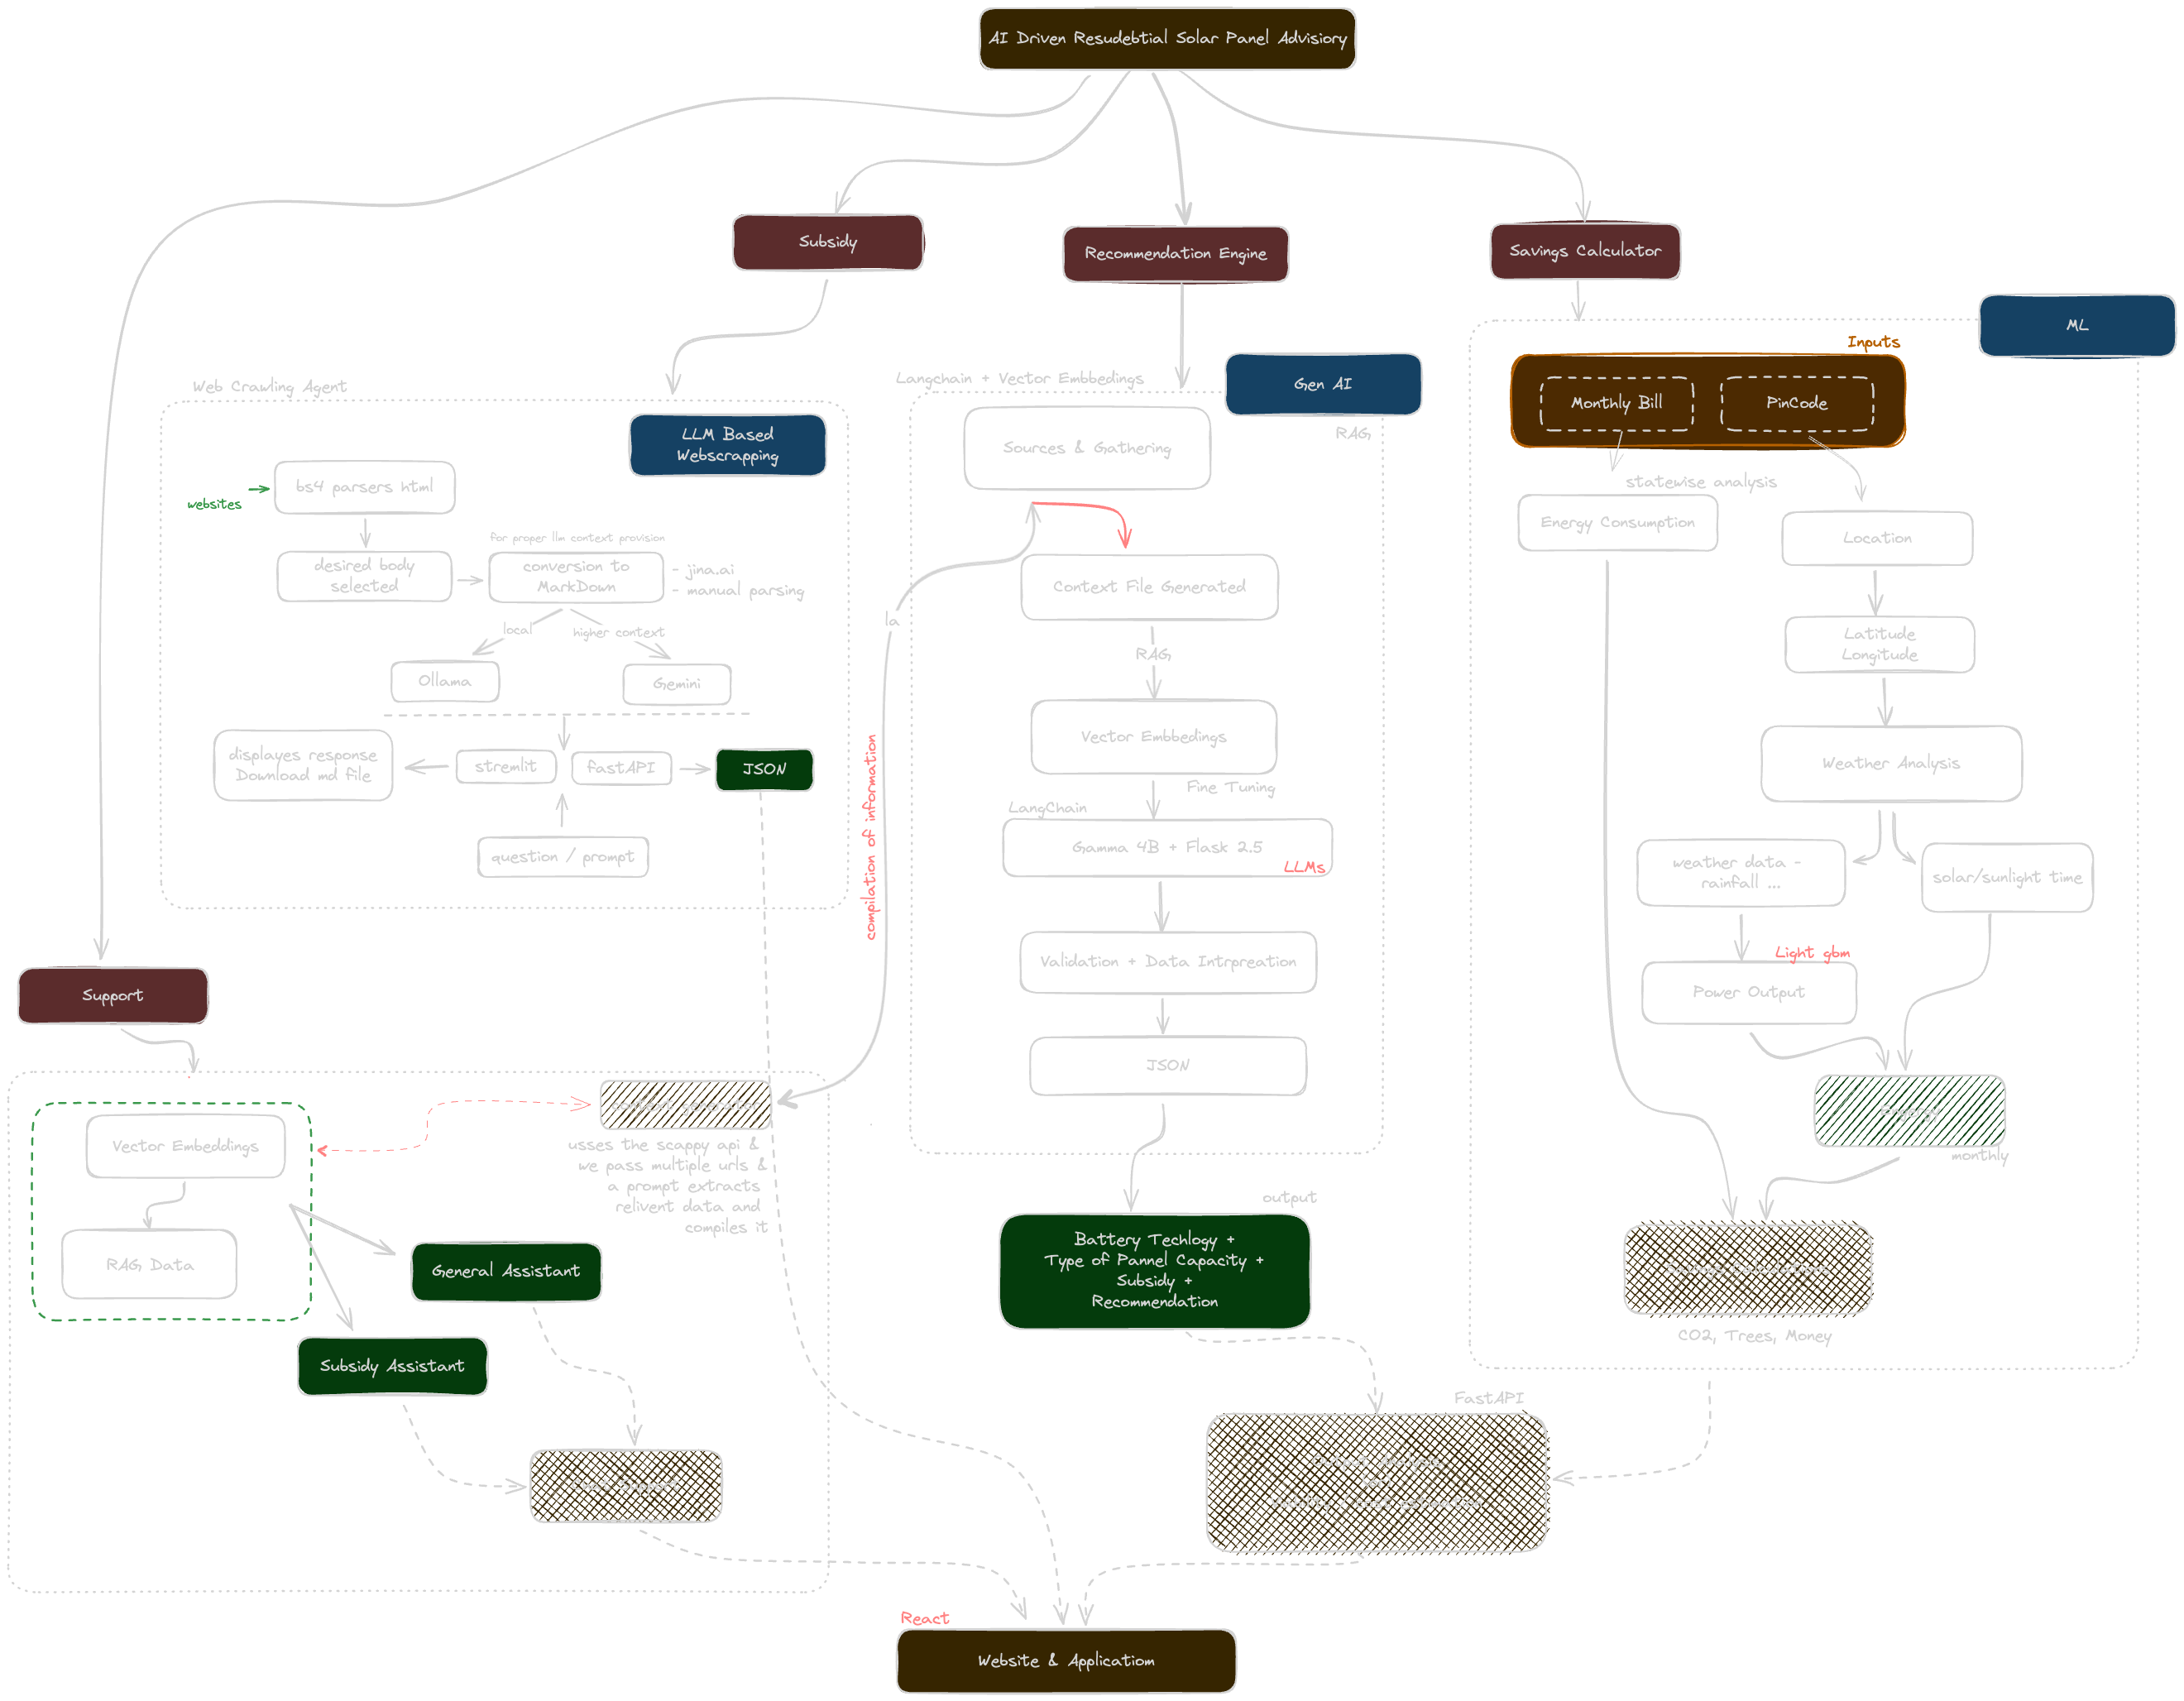 AI Driven Resudebtial Solar Panel Advisiory
Subsidy
Recommendation Engine
Savings Calculator
ML
Inputs
Monthly Bill
PinCode
Web Crawling Agent
LLM Based
Webscrapping
websites
bs4 parsers html
for proper llm context provision
desired body
selected
conversion to
MarkDown
- jina.ai
- manual parsing
local
higher context
Ollama
Gemini
displayes response
Download md file
stremlit
fastAPI
JSON
question / prompt
la
compilation of information
Langchain + Vector Embbedings
Gen AI
RAG
Sources & Gathering
Context File Generated
RAG
Vector Embbedings
Fine Tuning
LangChain
Gamma 4B + Flask 2.5
LLMs
Validation + Data Intrpreation
JSON
output
Battery Techlogy +
Type of Pannel Capacity +
Subsidy +
Recommendation
statewise analysis
Energy Consumption
Location
Latitude
Longitude
Weather Analysis
weather data -
rainfall ...
solar/sunlight time
Light gbm
Power Output
monthly
CO2, Trees, Money
Support
Vector Embeddings
RAG Data
usses the scappy api &
we pass multiple urls &
a prompt extracts
relivent data and
compiles it
General Assistant
Subsidy Assistant
FastAPI
React
Website & Applicatiom